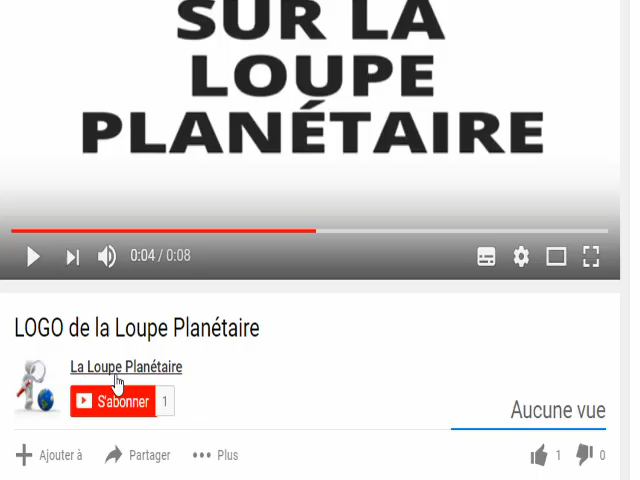 SUR LA
LOUPE
PLANÉTAIRE
0:04 / 0:08
LOGO de la Loupe Planétaire
La Loupe Planétaire
S'abonner 1
Aucune vue
Ajouter à Partager Plus 1 0